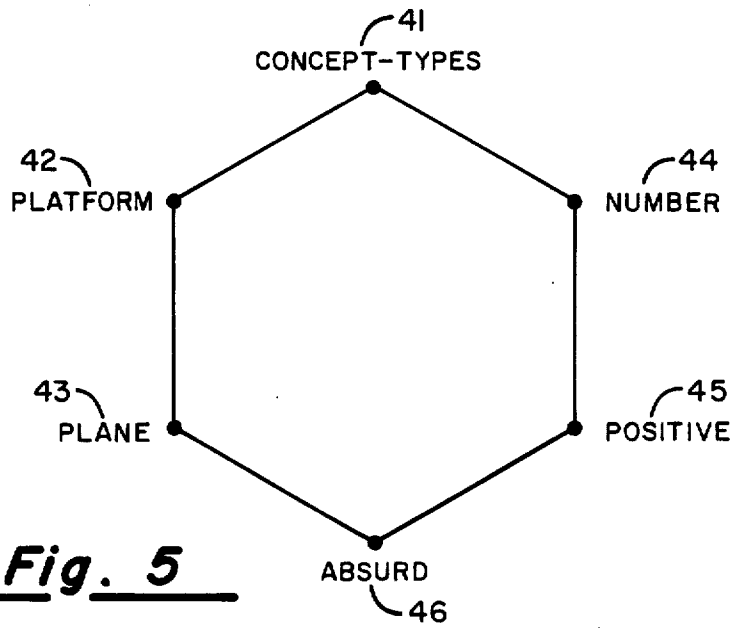 41
CONCEPT-TYPES
42
PLATFORM
44
NUMBER
43
PLANE
45
POSITIVE
ABSURD
46
Fig. 5